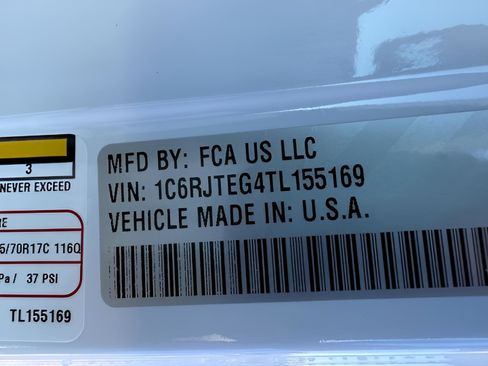 MFD BY: FCA US LLC
VIN: 1C6RJTEG4TL155169
VEHICLE MADE IN: U.S.A.
3
NEVER EXCEED
RE
5/70R17C 116Q
Pa / 37 PSI
TL155169